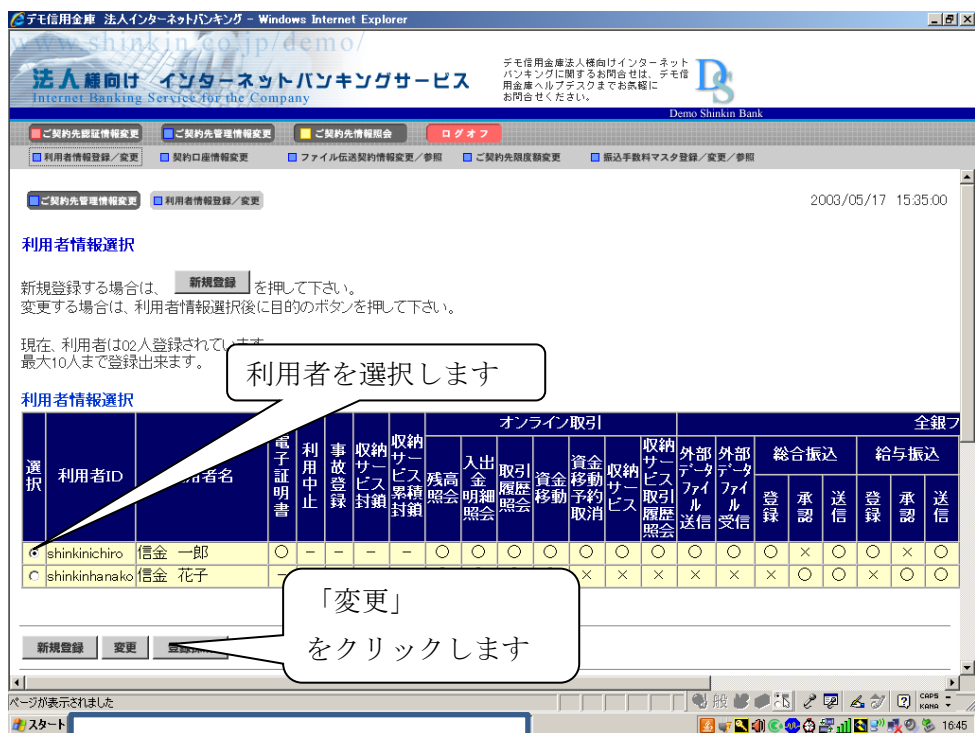 デモ信用金庫 法人インターネットバンキング - Windows Internet Explorer
www.shinkin.co.jp/demo/
法人様向け インターネットバンキングサービス
Internet Banking Service for the Company
デモ信用金庫法人様向けインターネット
バンキングに関するお問合せは、デモ信
用金庫ヘルプデスクまでお気軽に
お問合せください。
DS
Demo Shinkin Bank
ご契約先認証情報変更 ご契約先管理情報変更 ご契約先情報照会 ログオフ
利用者情報登録/変更 契約口座情報変更 ファイル伝送契約情報変更/参照 ご契約先限度額変更 振込手数料マスタ登録/変更/参照
ご契約先管理情報変更 利用者情報登録/変更
2003/05/17 15:35:00
利用者情報選択
新規登録する場合は、 新規登録 を押して下さい。
変更する場合は、利用者情報選択後に目的のボタンを押して下さい。
現在、利用者は02人登録されています
最大10人まで登録出来ます。
利用者を選択します
利用者情報選択
オンライン取引 全銀フ
選択 利用者ID 用者名 電子証明書 利用中止 事故登録 収納サービス封鎖 収納サービス累積封鎖 残高照会 入出金明細照会 取引履歴照会 資金移動 資金移動予約取消 収納サービス 収納サービス取引履歴照会 外部データファイル送信 外部データファイル受信 総合振込 給与振込
登録 承認 送信 登録 承認 送信
shinkinichiro 信金 一郎 ○ − − − − ○ ○ ○ ○ ○ ○ ○ ○ ○ ○ × ○ ○ × ○
shinkinhanako 信金 花子 − × × × × × × ○ ○ × ○ ○
「変更」
をクリックします
新規登録 変更
ページが表示されました
般
CAPS
KANA
スタート
16:45